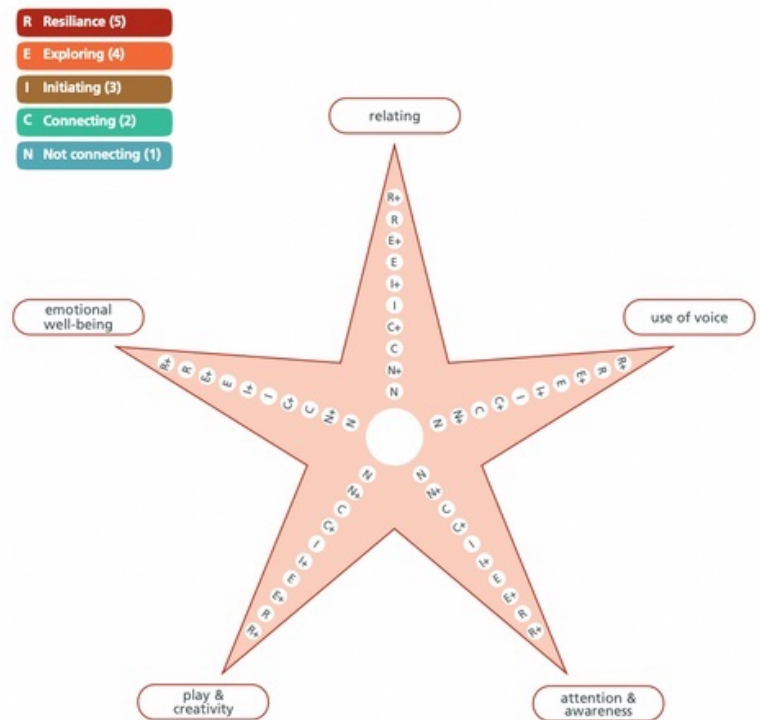 R Resiliance (5)
E Exploring (4)
I Initiating (3)
C Connecting (2)
N Not connecting (1)
relating
R+
R
E+
E
I+
I
C+
C
N+
N
emotional
well-being
R+ R E+ E I+ I C+ C N+ N
use of voice
N N+ C C+ I I+ E E+ R R+
N
N+
C
C+
I
I+
E
E+
R
R+
play &
creativity
N
N+
C
C+
I
I+
E
E+
R
R+
attention &
awareness